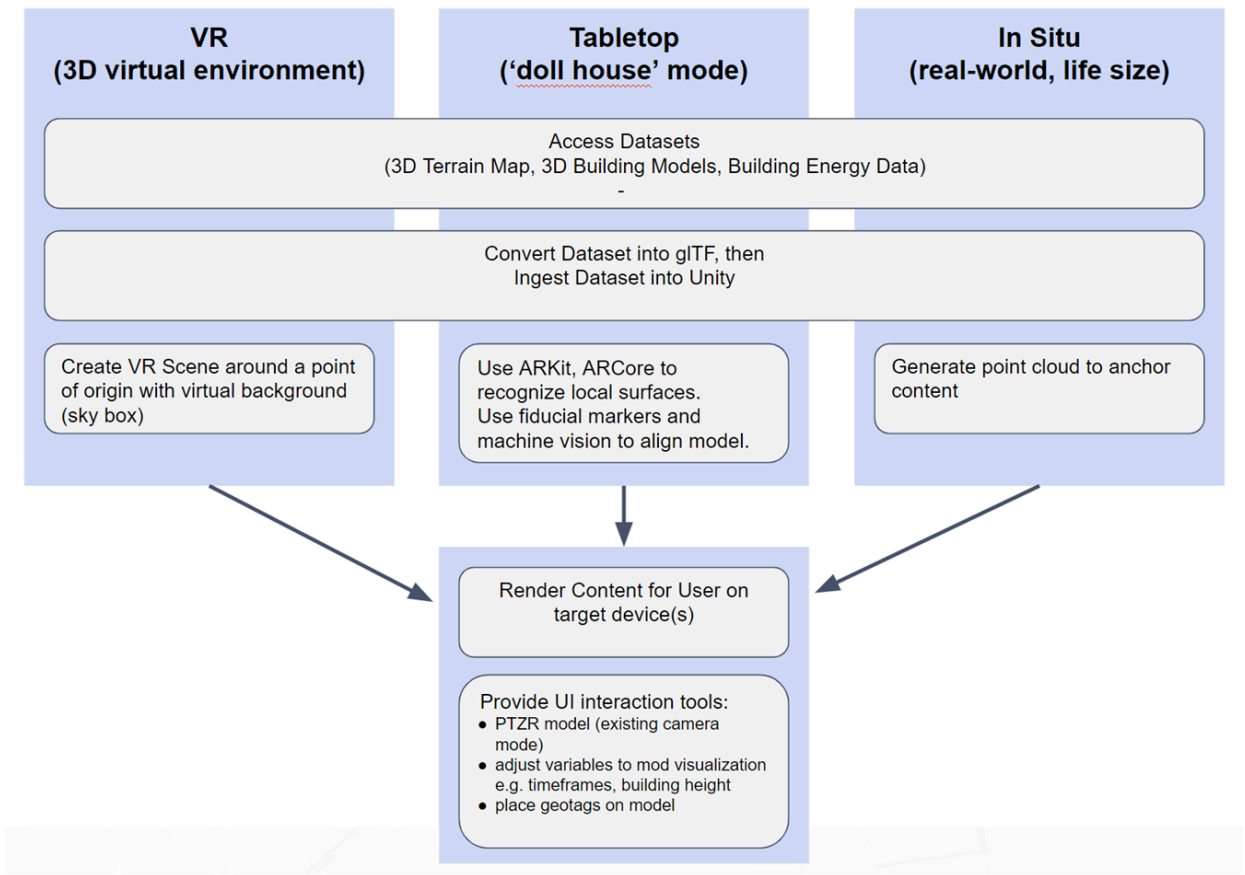 VR
(3D virtual environment)
Tabletop
(‘doll house’ mode)
In Situ
(real-world, life size)
Access Datasets
(3D Terrain Map, 3D Building Models, Building Energy Data)
-
Convert Dataset into glTF, then
Ingest Dataset into Unity
Create VR Scene around a point
of origin with virtual background
(sky box)
Use ARKit, ARCore to
recognize local surfaces.
Use fiducial markers and
machine vision to align model.
Generate point cloud to anchor
content
Render Content for User on
target device(s)
Provide UI interaction tools:
● PTZR model (existing camera
mode)
● adjust variables to mod visualization
e.g. timeframes, building height
● place geotags on model